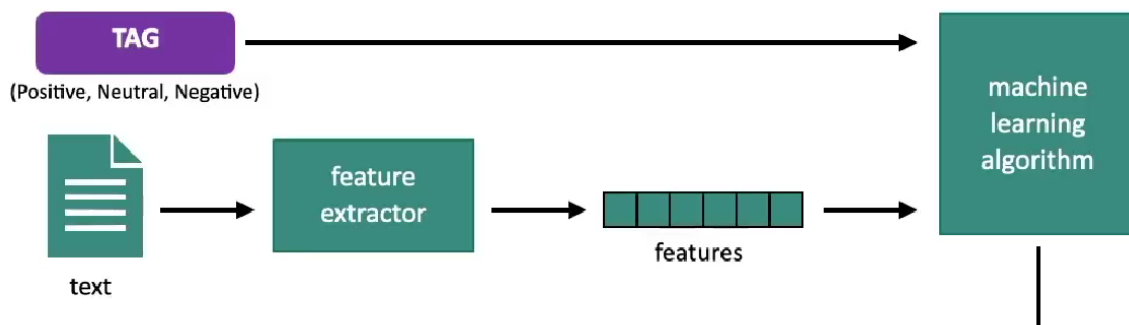 TAG
(Positive, Neutral, Negative)
machine
learning
algorithm
feature
extractor
features
text